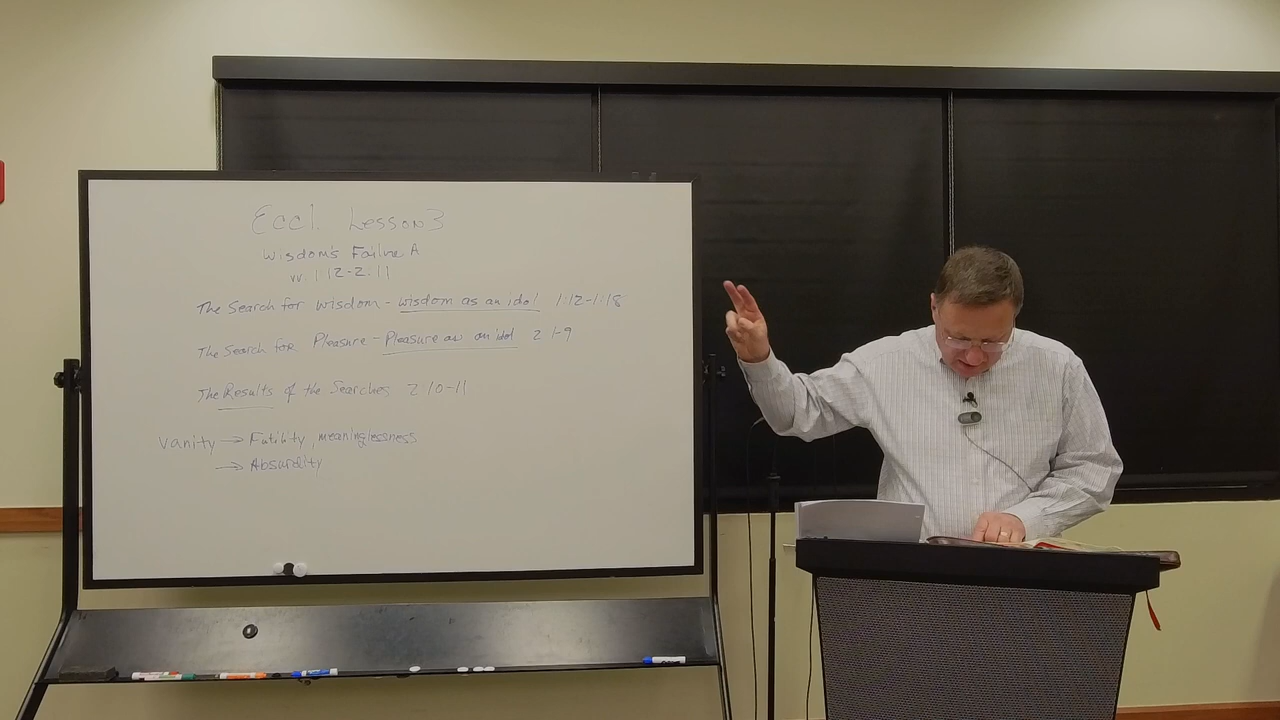 Eccl. Lesson 3
Wisdom's Failure A
vv 1:12-2:11
The Search for Wisdom - wisdom as an idol 1:12-1:18
The Search for Pleasure - Pleasure as an idol 2:1-9
The Results of the Searches 2:10-11
Vanity → Futility, meaninglessness
→ Absurdity